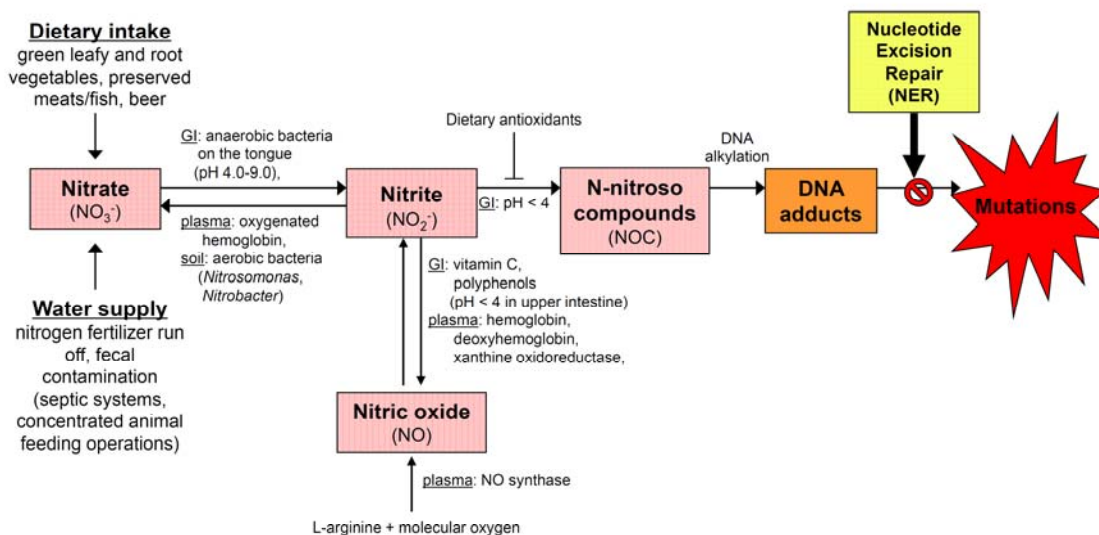 Dietary intake
green leafy and root
vegetables, preserved
meats/fish, beer
Nitrate
(NO₃⁻)
Water supply
nitrogen fertilizer run
off, fecal
contamination
(septic systems,
concentrated animal
feeding operations)
GI: anaerobic bacteria
on the tongue
(pH 4.0-9.0),
plasma: oxygenated
hemoglobin,
soil: aerobic bacteria
(Nitrosomonas,
Nitrobacter)
Nitrite
(NO₂⁻)
Dietary antioxidants
GI: pH < 4
GI: vitamin C,
polyphenols
(pH < 4 in upper intestine)
plasma: hemoglobin,
deoxyhemoglobin,
xanthine oxidoreductase,
Nitric oxide
(NO)
plasma: NO synthase
L-arginine + molecular oxygen
N-nitroso
compounds
(NOC)
DNA
alkylation
DNA
adducts
Nucleotide
Excision
Repair
(NER)
Mutations